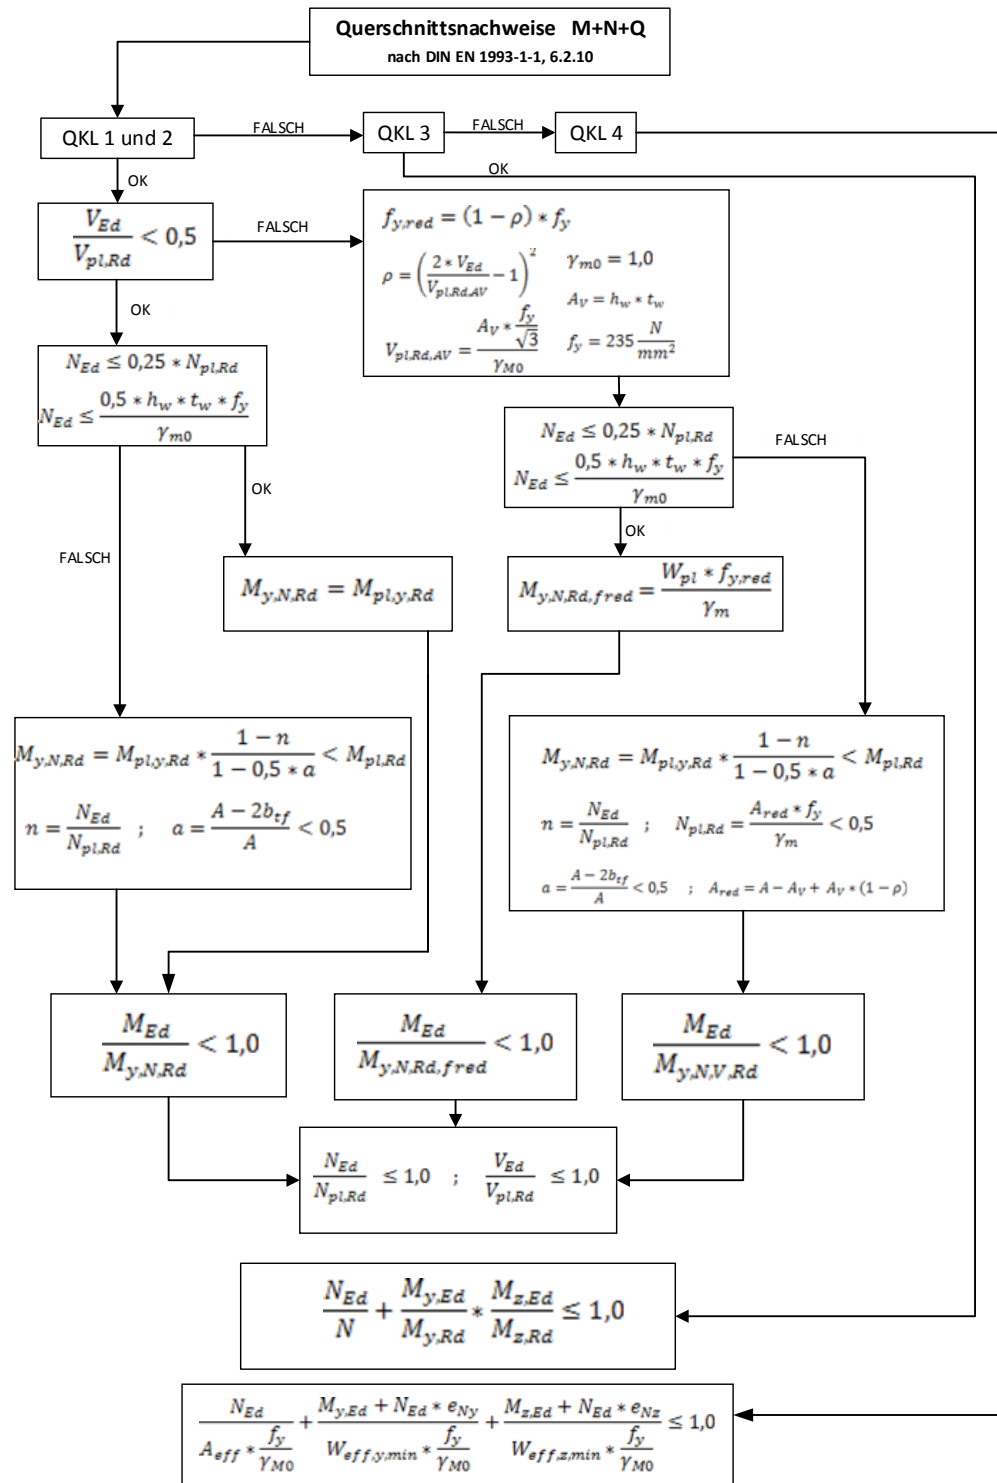 Querschnittsnachweise M+N+Q
nach DIN EN 1993-1-1, 6.2.10
QKL 1 und 2
FALSCH
QKL 3
FALSCH
QKL 4
OK
OK
V_Ed / V_pl,Rd < 0,5
FALSCH
f_y,red = (1 − ρ) * f_y
ρ = (2 * V_Ed / V_pl,Rd,AV − 1)^2
γ_m0 = 1,0
A_V = h_w * t_w
V_pl,Rd,AV = A_V * f_y/√3 / γ_M0
f_y = 235 N/mm^2
OK
N_Ed ≤ 0,25 * N_pl,Rd
N_Ed ≤ 0,5 * h_w * t_w * f_y / γ_m0
N_Ed ≤ 0,25 * N_pl,Rd
N_Ed ≤ 0,5 * h_w * t_w * f_y / γ_m0
FALSCH
OK
OK
FALSCH
M_y,N,Rd = M_pl,y,Rd
M_y,N,Rd,fred = W_pl * f_y,red / γ_m
M_y,N,Rd = M_pl,y,Rd * (1 − n) / (1 − 0,5 * a) < M_pl,Rd
n = N_Ed / N_pl,Rd ; a = (A − 2b_tf) / A < 0,5
M_y,N,Rd = M_pl,y,Rd * (1 − n) / (1 − 0,5 * a) < M_pl,Rd
n = N_Ed / N_pl,Rd ; N_pl,Rd = A_red * f_y / γ_m < 0,5
a = (A − 2b_tf) / A < 0,5 ; A_red = A − A_V + A_V * (1 − ρ)
M_Ed / M_y,N,Rd < 1,0
M_Ed / M_y,N,Rd,fred < 1,0
M_Ed / M_y,N,V,Rd < 1,0
N_Ed / N_pl,Rd ≤ 1,0 ; V_Ed / V_pl,Rd ≤ 1,0
N_Ed / N + M_y,Ed / M_y,Rd * M_z,Ed / M_z,Rd ≤ 1,0
N_Ed / (A_eff * f_y/γ_M0) + (M_y,Ed + N_Ed * e_Ny) / (W_eff,y,min * f_y/γ_M0) + (M_z,Ed + N_Ed * e_Nz) / (W_eff,z,min * f_y/γ_M0) ≤ 1,0